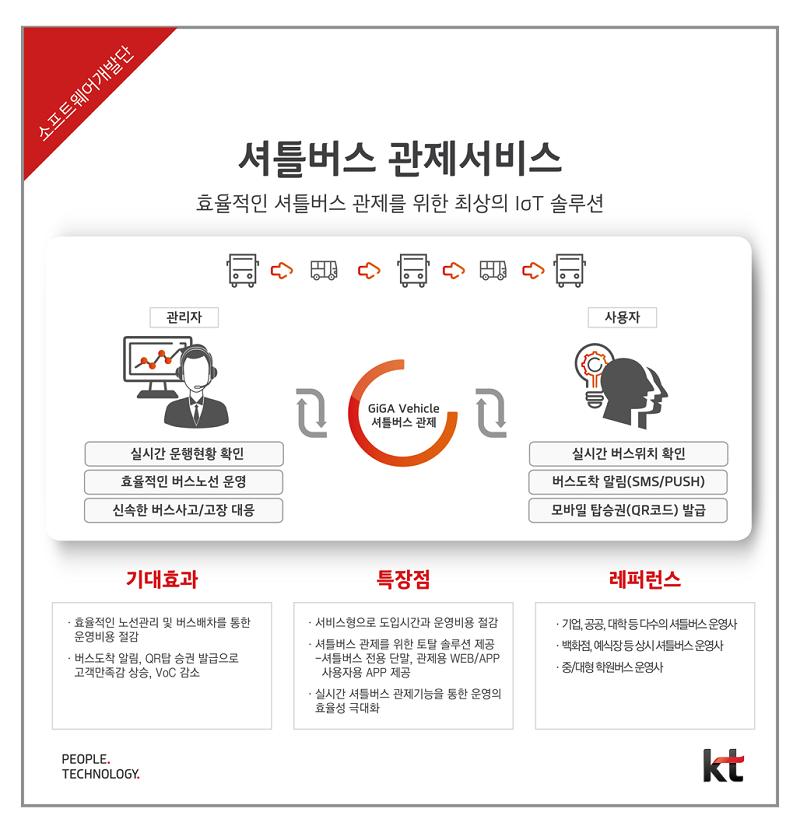 소프트웨어개발단
셔틀버스 관제서비스
효율적인 셔틀버스 관제를 위한 최상의 IoT 솔루션
관리자
사용자
GiGA Vehicle
셔틀버스 관제
실시간 운행현황 확인
효율적인 버스노선 운영
신속한 버스사고/고장 대응
실시간 버스위치 확인
버스도착 알림(SMS/PUSH)
모바일 탑승권(QR코드) 발급
기대효과
· 효율적인 노선관리 및 버스배차를 통한
운영비용 절감
· 버스도착 알림, QR탑 승권 발급으로
고객만족감 상승, VoC 감소
특장점
· 서비스형으로 도입시간과 운영비용 절감
· 셔틀버스 관제를 위한 토탈 솔루션 제공
-셔틀버스 전용 단말, 관제용 WEB/APP
사용자용 APP 제공
· 실시간 셔틀버스 관제기능을 통한 운영의
효율성 극대화
레퍼런스
· 기업, 공공, 대학 등 다수의 셔틀버스 운영사
· 백화점, 예식장 등 상시 셔틀버스 운영사
· 중/대형 학원버스 운영사
PEOPLE.
TECHNOLOGY.
kt